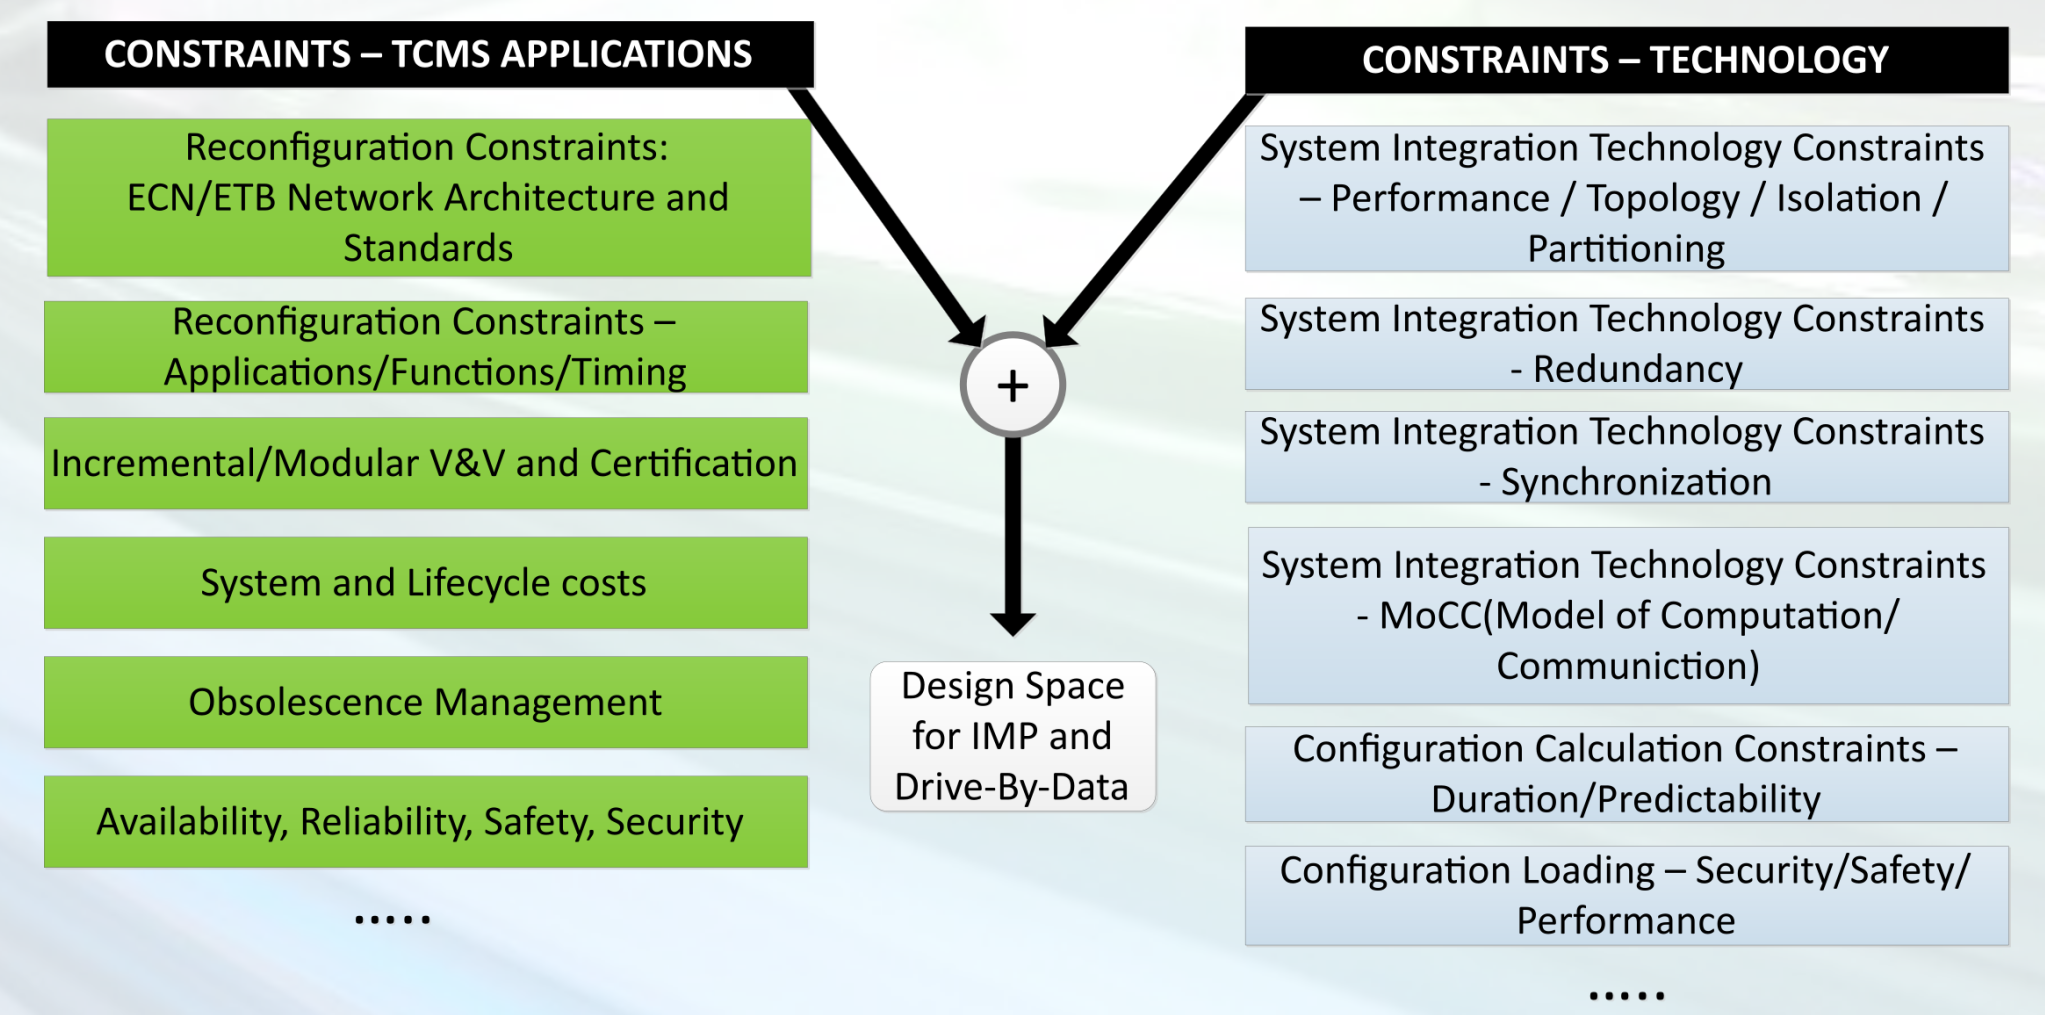 CONSTRAINTS – TCMS APPLICATIONS
Reconfiguration Constraints:
ECN/ETB Network Architecture and
Standards
Reconfiguration Constraints –
Applications/Functions/Timing
Incremental/Modular V&V and Certification
System and Lifecycle costs
Obsolescence Management
Availability, Reliability, Safety, Security
.....
+
Design Space
for IMP and
Drive-By-Data
CONSTRAINTS – TECHNOLOGY
System Integration Technology Constraints
– Performance / Topology / Isolation /
Partitioning
System Integration Technology Constraints
- Redundancy
System Integration Technology Constraints
- Synchronization
System Integration Technology Constraints
- MoCC(Model of Computation/
Communiction)
Configuration Calculation Constraints –
Duration/Predictability
Configuration Loading – Security/Safety/
Performance
.....